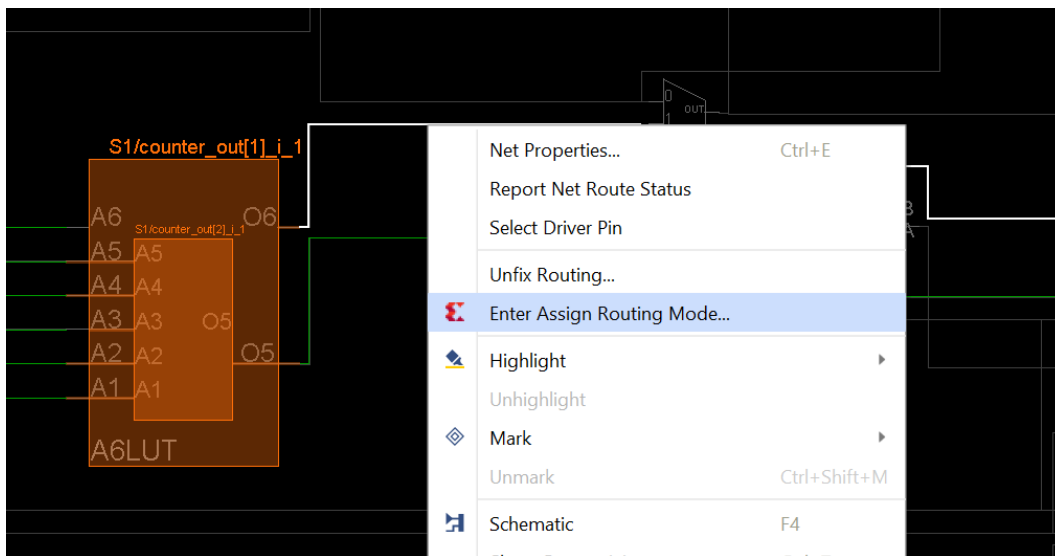 0
OUT
1
S1/counter_out[1]_i_1
A6
O6
S1/counter_out[2]_i_1
A5
A5
A4
A4
A3
A3
O5
A2
A2
O5
A1
A1
A6LUT
B
A
Net Properties... Ctrl+E
Report Net Route Status
Select Driver Pin
Unfix Routing...
Enter Assign Routing Mode...
Highlight
Unhighlight
Mark
Unmark Ctrl+Shift+M
Schematic F4